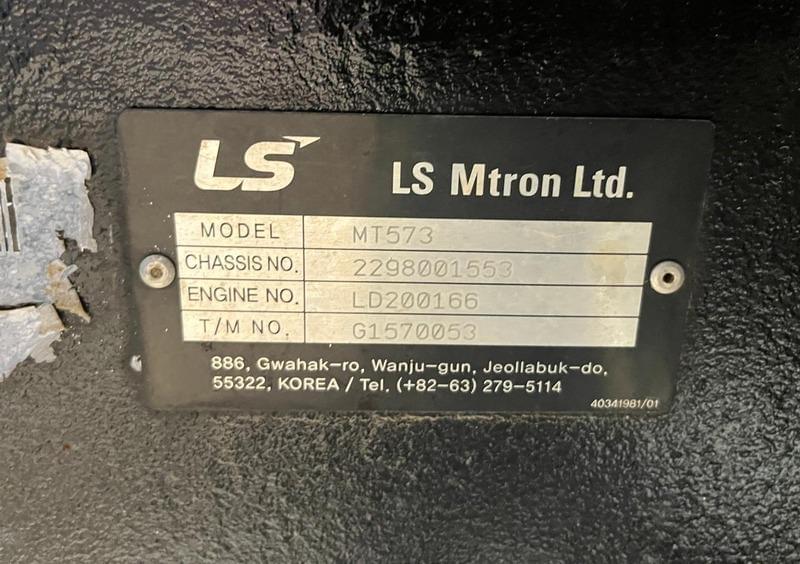 LS LS Mtron Ltd.
MODEL MT573
CHASSIS NO. 2298001553
ENGINE NO. LD200166
T/M NO. G1570053
886, Gwahak-ro, Wanju-gun, Jeollabuk-do,
55322, KOREA / Tel. (+82-63) 279-5114
40341981/01